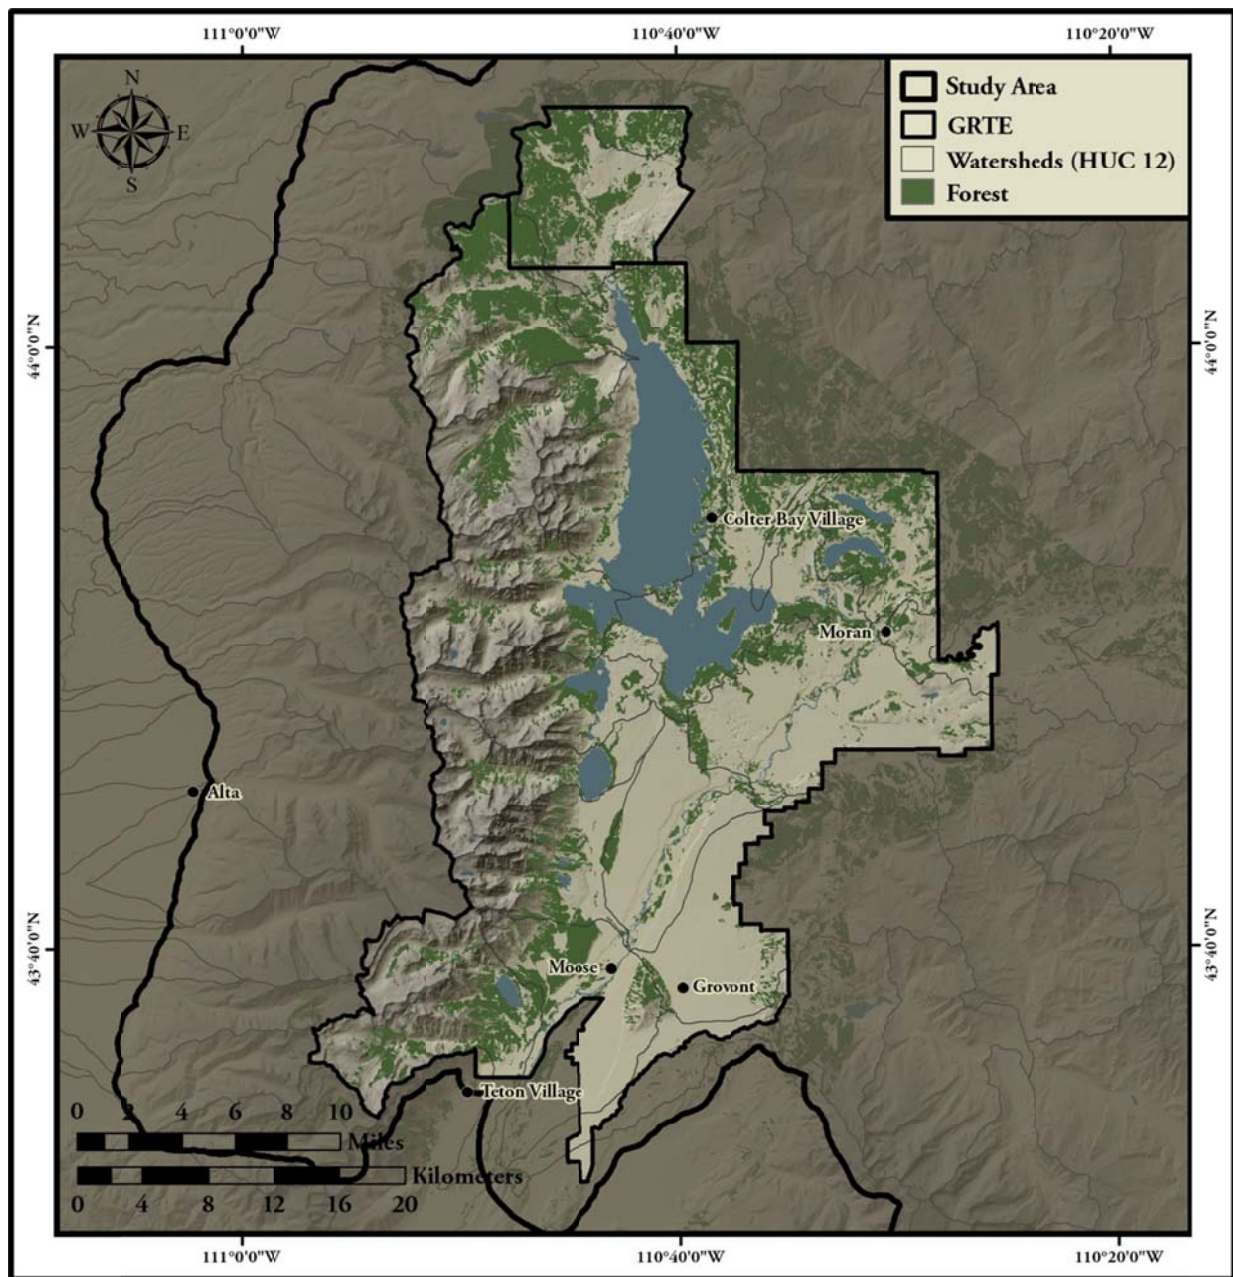 111°0'0"W
110°40'0"W
110°20'0"W
N
W E
S
Study Area
GRTE
Watersheds (HUC 12)
Forest
44°0'0"N
44°0'0"N
Colter Bay Village
Moran
Alta
43°40'0"N
43°40'0"N
Moose
Grovont
Teton Village
0 2 4 6 8 10
Miles
Kilometers
0 4 8 12 16 20
111°0'0"W
110°40'0"W
110°20'0"W